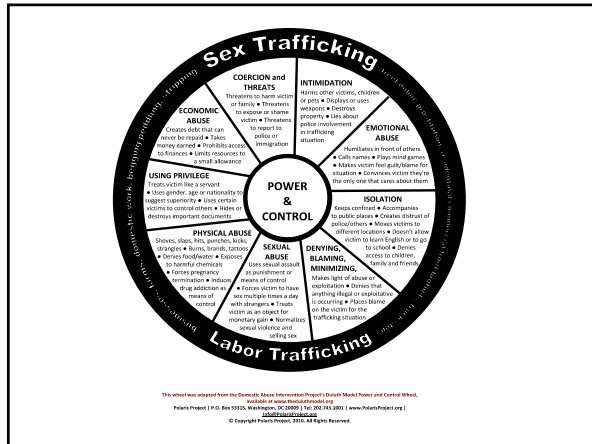 Sex Trafficking
COERCION and
THREATS
Threatens to harm victim
or family ● Threatens
to expose or shame
victim ● Threatens
to report to
police or
immigration
INTIMIDATION
Harms other victims, children
or pets ● Displays or uses
weapons ● Destroys
property ● Lies about
police involvement
in trafficking
situation
EMOTIONAL
ABUSE
Humiliates in front of others
● Calls names ● Plays mind games
● Makes victim feel guilt/blame for
situation ● Convinces victim they're
the only one that cares about them
ISOLATION
Keeps confined ● Accompanies
to public places ● Creates distrust of
police/others ● Moves victims to
different locations ● Doesn't allow
victim to learn English or to go
to school ● Denies
access to children,
family and friends
DENYING,
BLAMING,
MINIMIZING,
Makes light of abuse or
exploitation ● Denies that
anything illegal or exploitative
is occurring ● Places blame
on the victim for the
trafficking situation
SEXUAL
ABUSE
Uses sexual assault
as punishment or
means of control
● Forces victim to have
sex multiple times a day
with strangers ● Treats
victim as an object for
monetary gain ● Normalizes
sexual violence and
selling sex
PHYSICAL ABUSE
Shoves, slaps, hits, punches, kicks,
strangles ● Burns, brands, tattoos
● Denies food/water ● Exposes
to harmful chemicals
● Forces pregnancy
termination ● Induces
drug addiction as
means of
control
USING PRIVILEGE
Treats victim like a servant
● Uses gender, age or nationality to
suggest superiority ● Uses certain
victims to control others ● Hides or
destroys important documents
ECONOMIC
ABUSE
Creates debt that can
never be repaid ● Takes
money earned ● Prohibits access
to finances ● Limits resources to
a small allowance
POWER
&
CONTROL
Labor Trafficking
This wheel was adapted from the Domestic Abuse Intervention Project's Duluth Model Power and Control Wheel,
available at www.theduluthmodel.org
Polaris Project | P.O. Box 53315, Washington, DC 20009 | Tel: 202.745.1001 | www.PolarisProject.org |
Info@PolarisProject.org
© Copyright Polaris Project, 2010. All Rights Reserved.